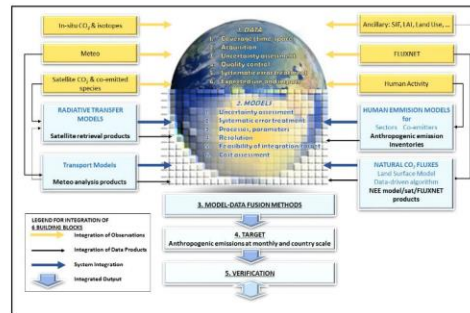 In-situ CO₂ & isotopes
Meteo
Satellite CO₂ & co-emitted
species
RADIATIVE TRANSFER
MODELS
Satellite retrieval products
Transport Models
Meteo analysis products
LEGEND FOR INTEGRATION OF
6 BUILDING BLOCKS
Integration of Observations
Integration of Data Products
System Integration
Integrated Output
1. DATA
Coverage (time, space)
Acquisition
Uncertainty assessment
Quality control
Systematic error treatment
2. MODELS
Uncertainty assessment
Systematic error treatment
Processes, parameters
Resolution
Feasibility of integration
Cost assessment
3. MODEL-DATA FUSION METHODS
4. TARGET
Anthropogenic emissions at monthly and country scale
5. VERIFICATION
Ancillary: SIF, LAI, Land Use, ...
FLUXNET
Human Activity
HUMAN EMMISION MODELS
for
Sectors Co-emitters
Anthropogenic emission
Inventories
NATURAL CO₂ FLUXES
Land Surface Model
Data-driven algorithm
NEE model/sat/FLUXNET
products